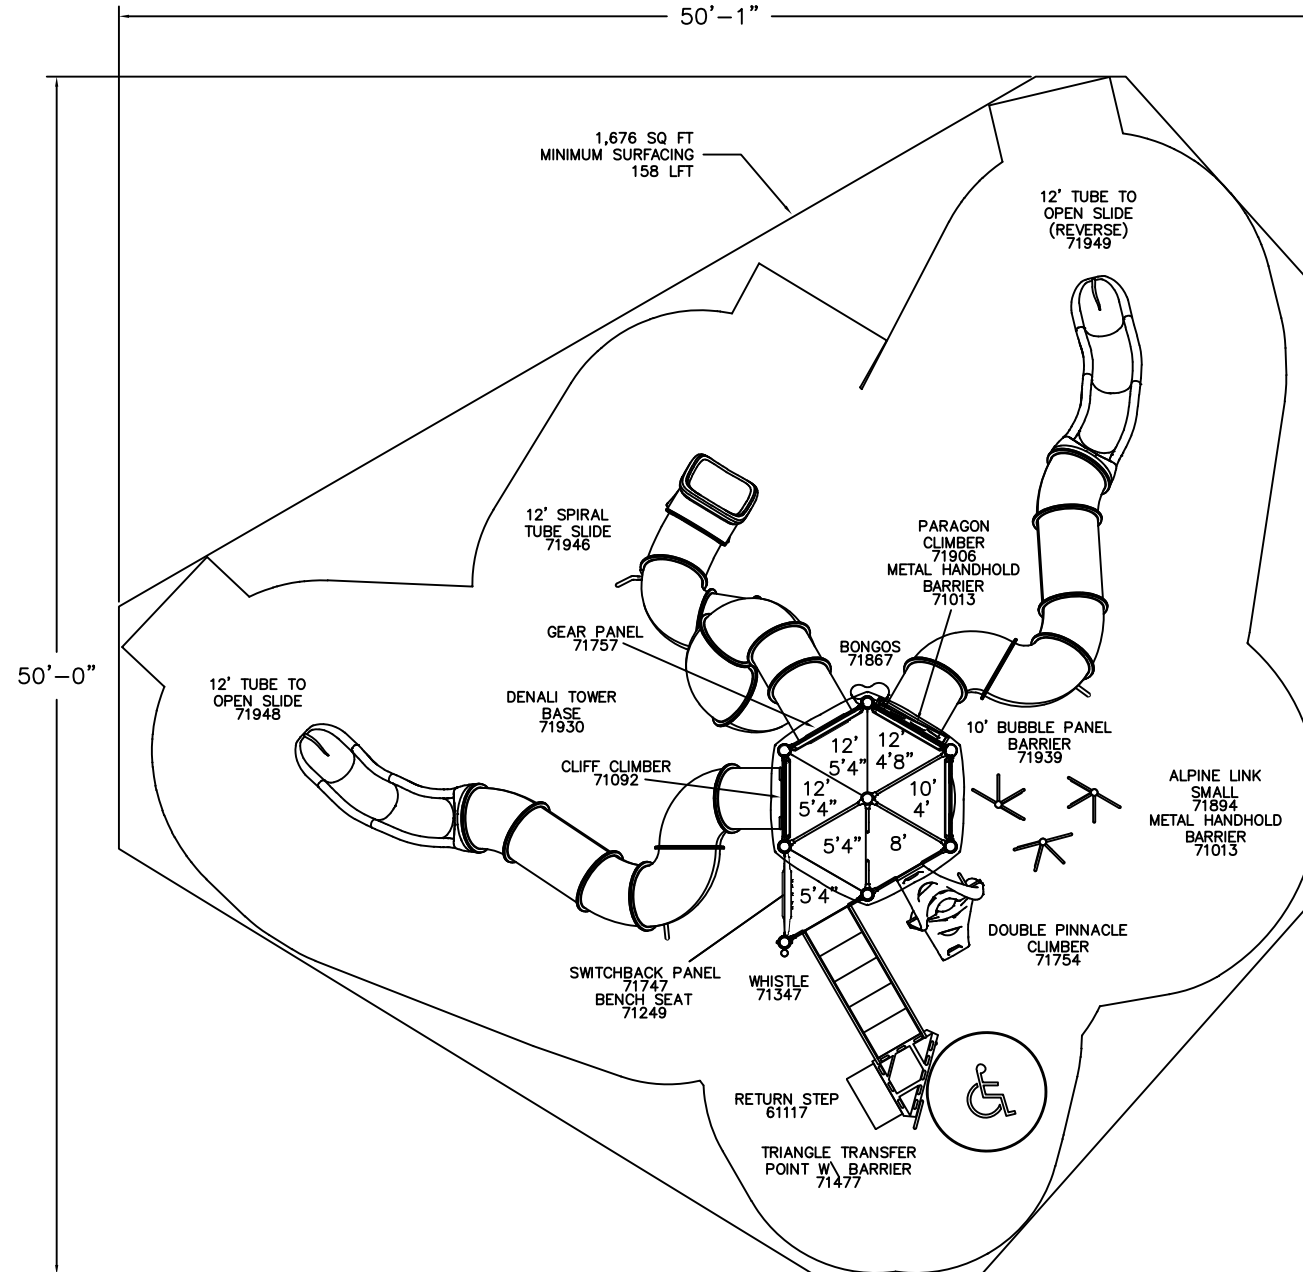 50'-1"
1,676 SQ FT
MINIMUM SURFACING
158 LFT
12' TUBE TO
OPEN SLIDE
(REVERSE)
71949
12' SPIRAL
TUBE SLIDE
71946
PARAGON
CLIMBER
71906
METAL HANDHOLD
BARRIER
71013
GEAR PANEL
71757
BONGOS
71867
50'-0"
12' TUBE TO
OPEN SLIDE
71948
DENALI TOWER
BASE
71930
10' BUBBLE PANEL
BARRIER
71939
CLIFF CLIMBER
71092
ALPINE LINK
SMALL
71894
METAL HANDHOLD
BARRIER
71013
12'
5'4"
12'
4'8"
12'
5'4"
10'
4'
5'4"
8'
5'4"
DOUBLE PINNACLE
CLIMBER
71754
SWITCHBACK PANEL
71747
BENCH SEAT
71249
WHISTLE
71347
RETURN STEP
61117
TRIANGLE TRANSFER
POINT W\ BARRIER
71477